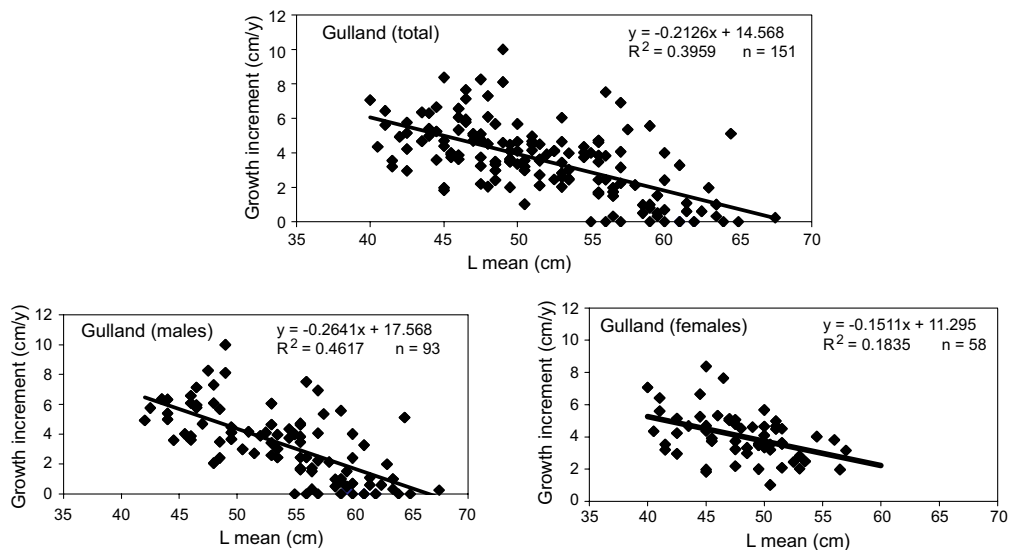 Gulland (total)
y = -0.2126x + 14.568
R² = 0.3959 n = 151
Growth increment (cm/y)
12
10
8
6
4
2
0
35 40 45 50 55 60 65 70
L mean (cm)
Gulland (males)
y = -0.2641x + 17.568
R² = 0.4617 n = 93
Growth increment (cm/y)
12
10
8
6
4
2
0
35 40 45 50 55 60 65 70
L mean (cm)
Gulland (females)
y = -0.1511x + 11.295
R² = 0.1835 n = 58
Growth increment (cm/y)
12
10
8
6
4
2
0
35 40 45 50 55 60 65 70
L mean (cm)